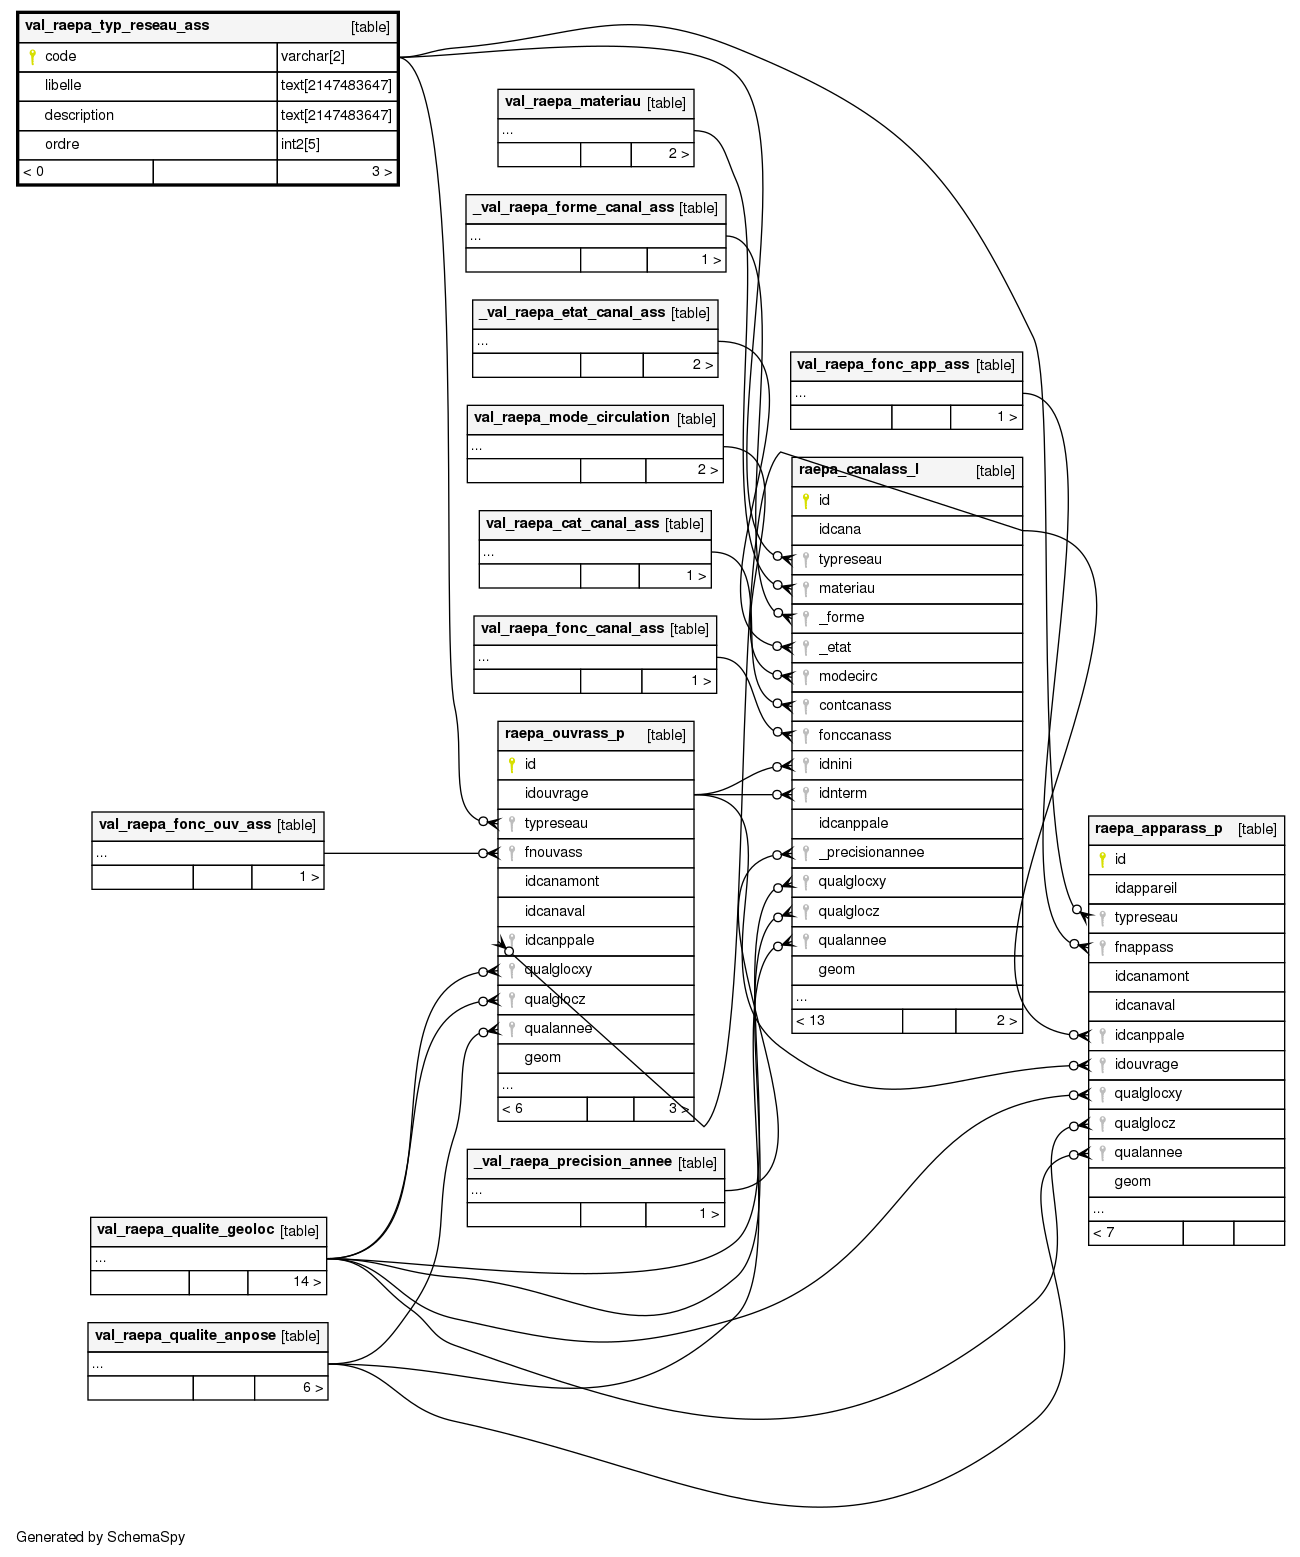 val_raepa_typ_reseau_ass [table]
code varchar[2]
libelle text[2147483647]
description text[2147483647]
ordre int2[5]
< 0 3 >
val_raepa_materiau [table]
...
2 >
_val_raepa_forme_canal_ass [table]
...
1 >
_val_raepa_etat_canal_ass [table]
...
2 >
val_raepa_mode_circulation [table]
...
2 >
val_raepa_cat_canal_ass [table]
...
1 >
val_raepa_fonc_canal_ass [table]
...
1 >
val_raepa_fonc_app_ass [table]
...
1 >
raepa_canalass_l [table]
id
idcana
typreseau
materiau
_forme
_etat
modecirc
contcanass
fonccanass
idnini
idnterm
idcanppale
_precisionannee
qualglocxy
qualglocz
qualannee
geom
...
< 13 2 >
raepa_ouvrass_p [table]
id
idouvrage
typreseau
fnouvass
idcanamont
idcanaval
idcanppale
qualglocxy
qualglocz
qualannee
geom
...
< 6 3 >
val_raepa_fonc_ouv_ass [table]
...
1 >
raepa_apparass_p [table]
id
idappareil
typreseau
fnappass
idcanamont
idcanaval
idcanppale
idouvrage
qualglocxy
qualglocz
qualannee
geom
...
< 7
_val_raepa_precision_annee [table]
...
1 >
val_raepa_qualite_geoloc [table]
...
14 >
val_raepa_qualite_anpose [table]
...
6 >
Generated by SchemaSpy